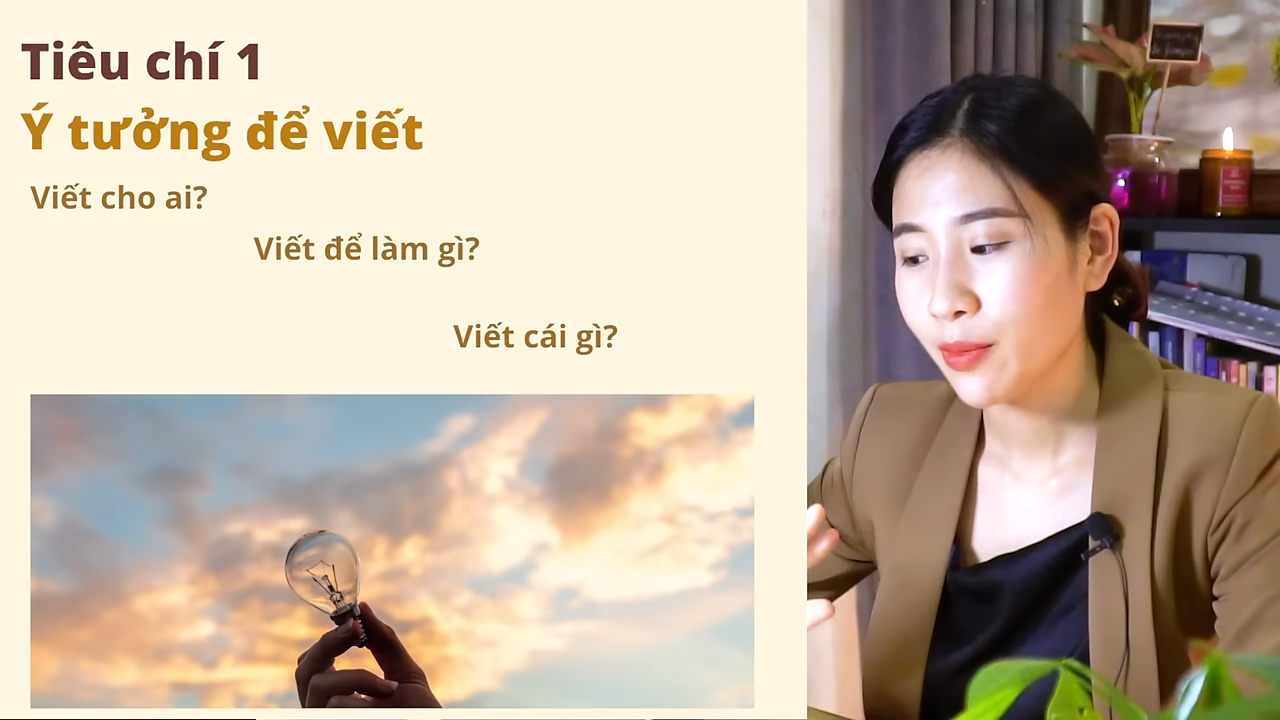 Tiêu chí 1
Ý tưởng để viết
Viết cho ai?
Viết để làm gì?
Viết cái gì?